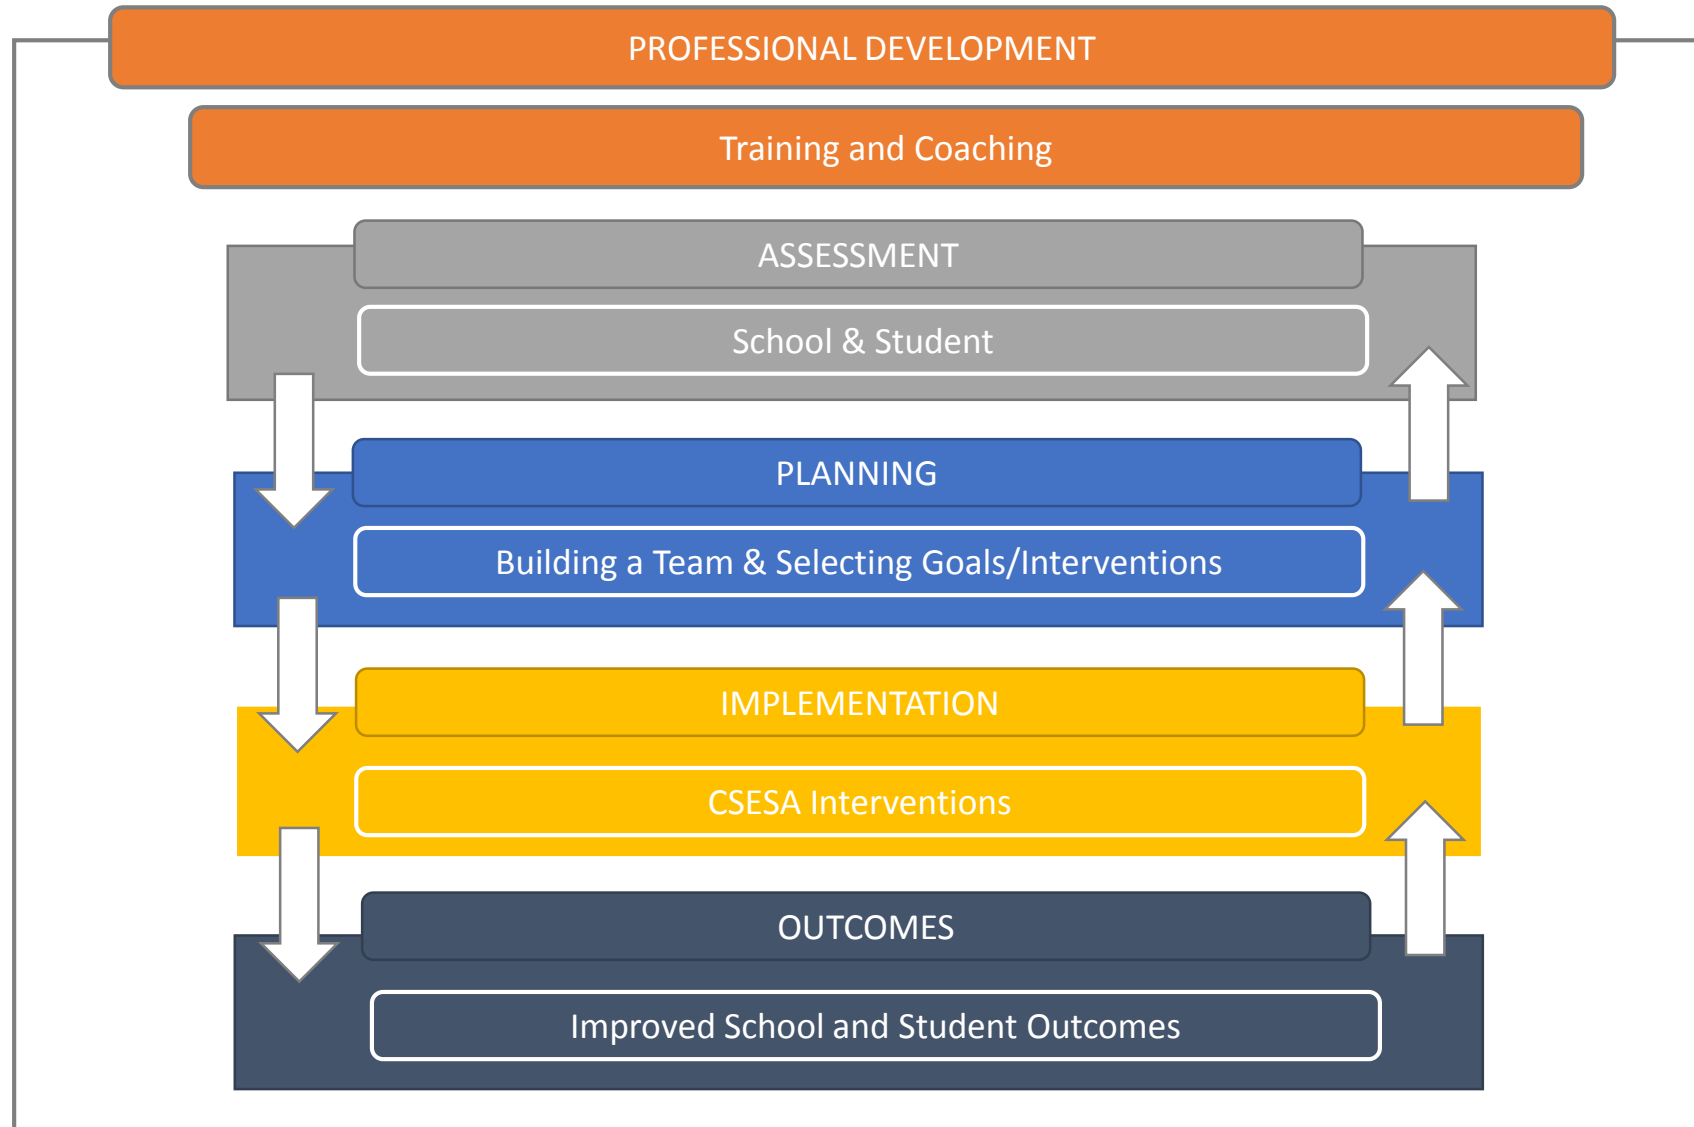 PROFESSIONAL DEVELOPMENT
Training and Coaching
ASSESSMENT
School & Student
PLANNING
Building a Team & Selecting Goals/Interventions
IMPLEMENTATION
CSESA Interventions
OUTCOMES
Improved School and Student Outcomes